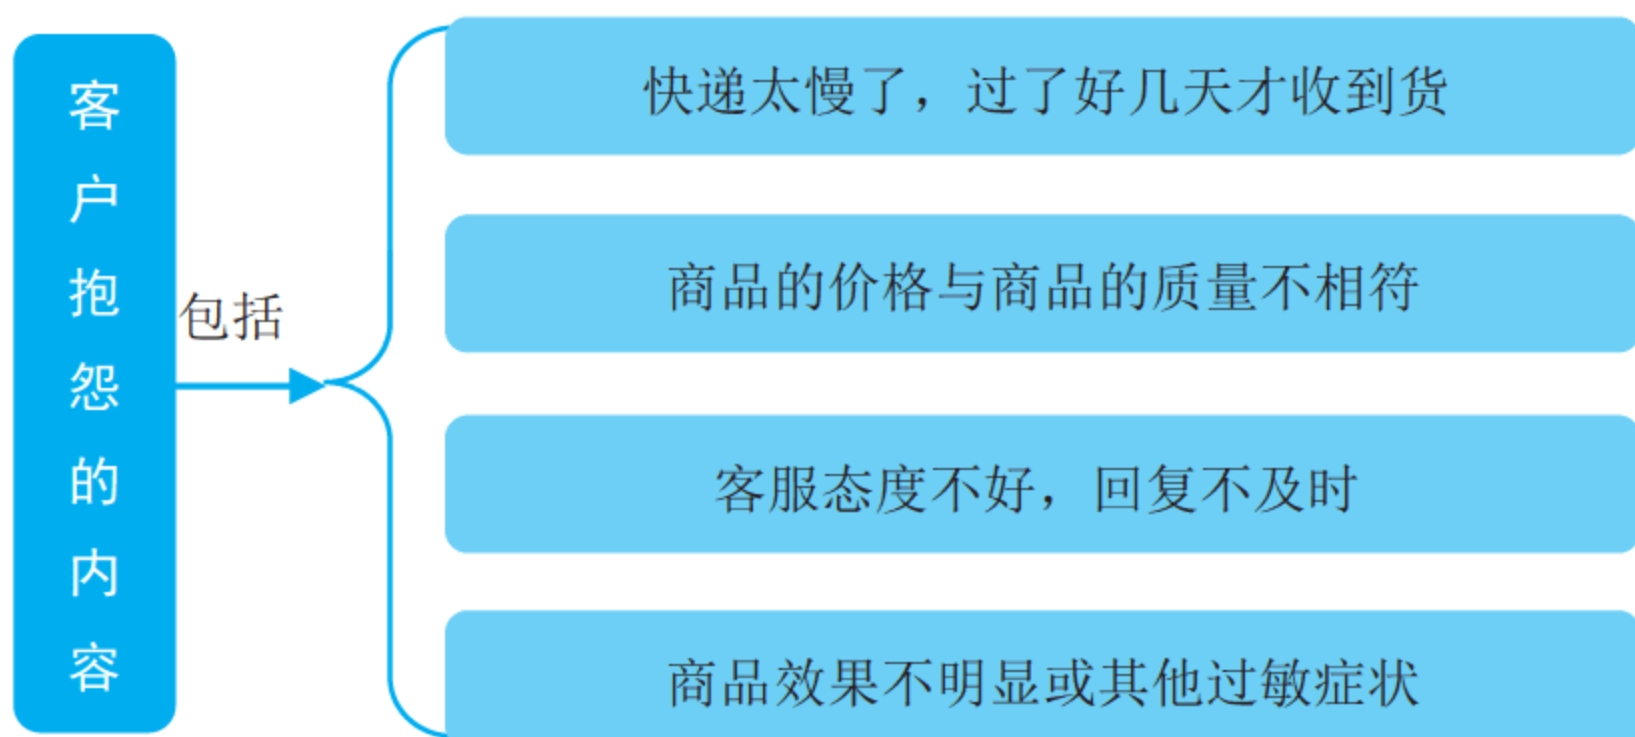 客户抱怨的内容
包括
快递太慢了，过了好几天才收到货
商品的价格与商品的质量不相符
客服态度不好，回复不及时
商品效果不明显或其他过敏症状